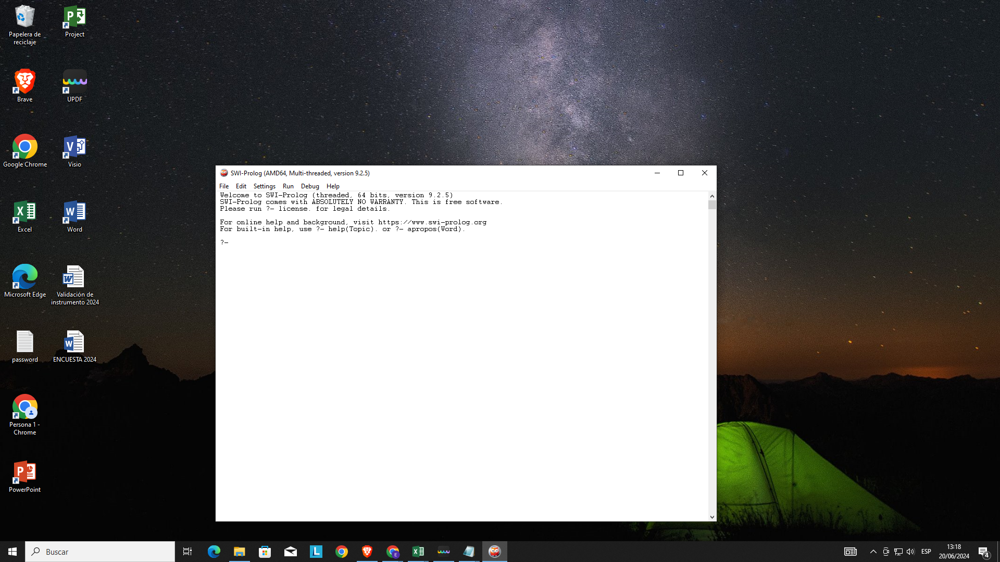 Papelera de
reciclaje
Project
Brave
UPDF
Google Chrome
Visio
Excel
Word
Microsoft Edge
Validación de
instrumento 2024
password
ENCUESTA 2024
Persona 1 -
Chrome
PowerPoint
SWI-Prolog (AMD64, Multi-threaded, version 9.2.5)
File Edit Settings Run Debug Help
Welcome to SWI-Prolog (threaded, 64 bits, version 9.2.5)
SWI-Prolog comes with ABSOLUTELY NO WARRANTY. This is free software.
Please run ?- license. for legal details.
For online help and background, visit https://www.swi-prolog.org
For built-in help, use ?- help(Topic). or ?- apropos(Word).
?-
Buscar
ESP
13:18
20/06/2024
4